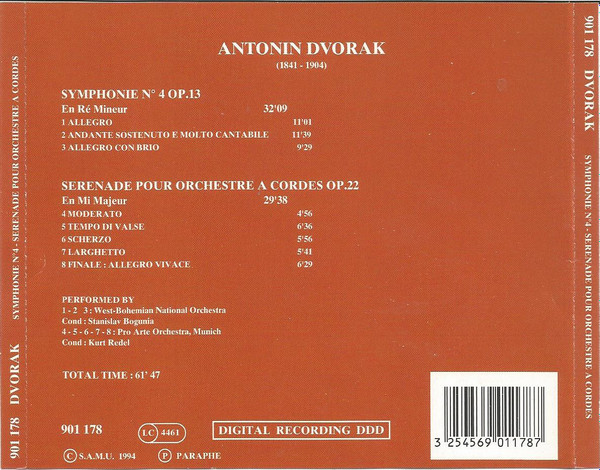 ANTONIN DVORAK
(1841 - 1904)
SYMPHONIE N° 4 OP.13
En Ré Mineur 32'09
1 ALLEGRO 11'01
2 ANDANTE SOSTENUTO E MOLTO CANTABILE 11'39
3 ALLEGRO CON BRIO 9'29
SERENADE POUR ORCHESTRE A CORDES OP.22
En Mi Majeur 29'38
4 MODERATO 4'56
5 TEMPO DI VALSE 6'36
6 SCHERZO 5'56
7 LARGHETTO 5'41
8 FINALE : ALLEGRO VIVACE 6'29
PERFORMED BY
1 - 2 3 : West-Bohemian National Orchestra
Cond : Stanislav Bogunia
4 - 5 - 6 - 7 - 8 : Pro Arte Orchestra, Munich
Cond : Kurt Redel
TOTAL TIME : 61' 47
901 178 LC 4461 DIGITAL RECORDING DDD
C S.A.M.U. 1994 P PARAPHE
3 254569 011787
901 178 DVORAK SYMPHONIE N°4 - SERENADE POUR ORCHESTRE A CORDES
901 178 DVORAK SYMPHONIE N°4 - SERENADE POUR ORCHESTRE A CORDES